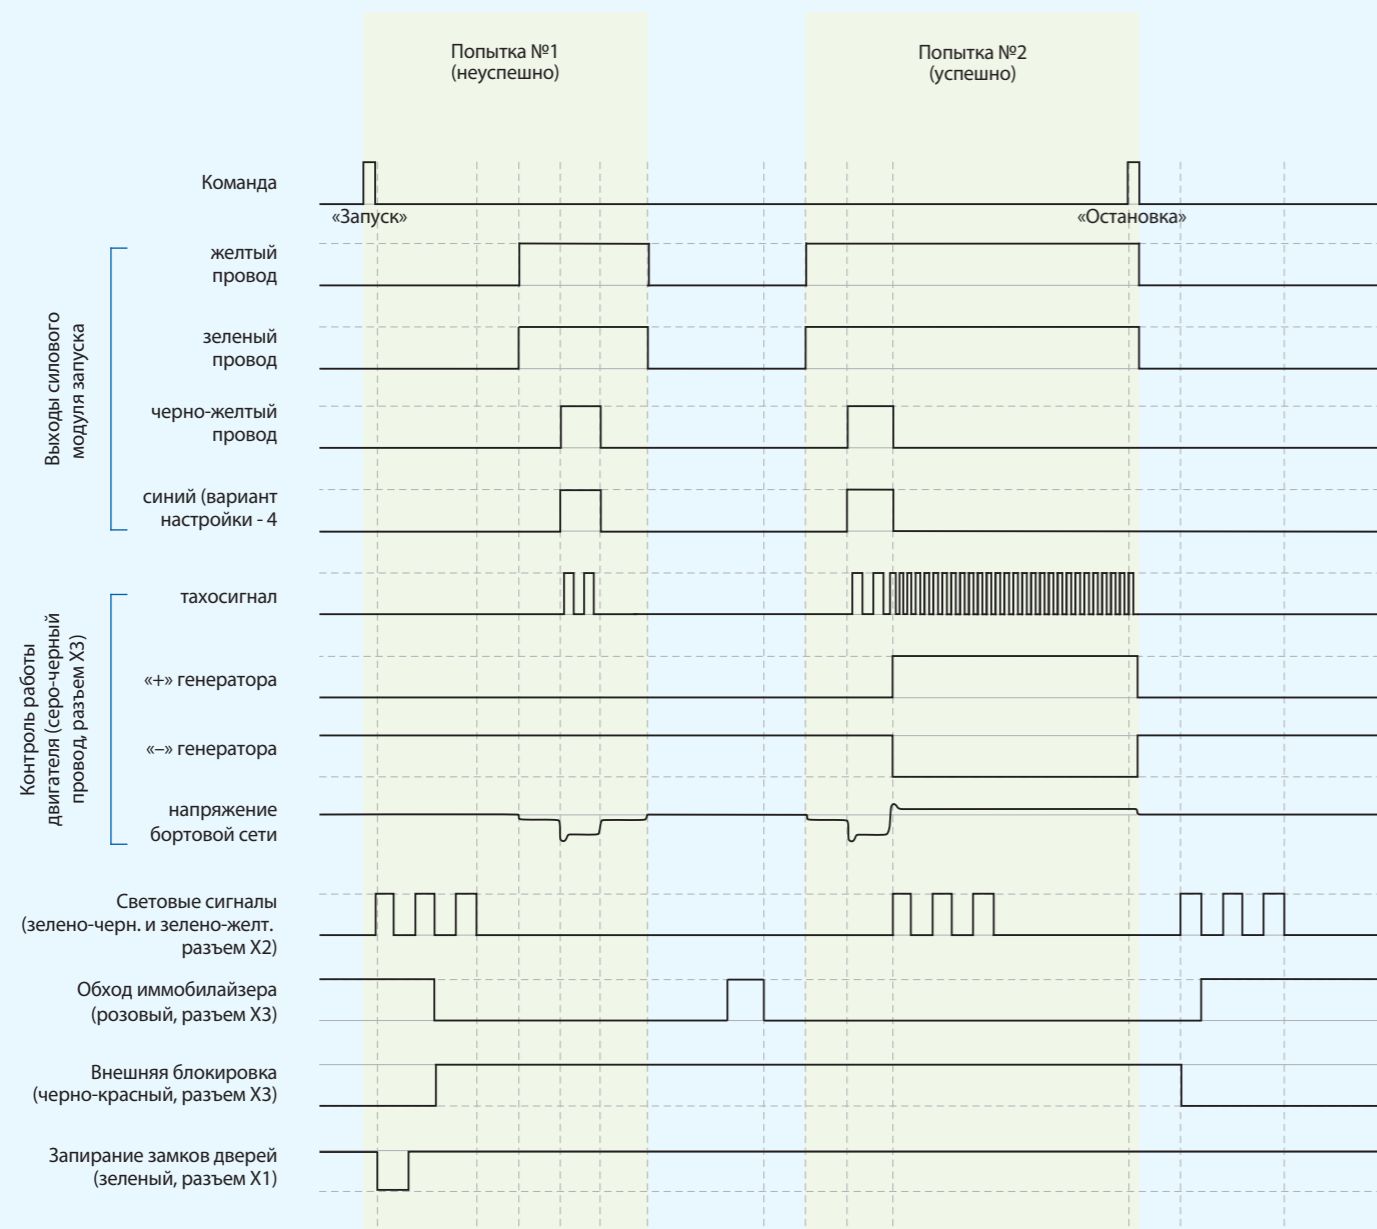 Попытка №1
(неуспешно)
Попытка №2
(успешно)
Команда
«Запуск»
«Остановка»
Выходы силового
модуля запуска
желтый
провод
зеленый
провод
черно-желтый
провод
синий (вариант
настройки - 4
Контроль работы
двигателя (серо-черный
провод, разъем X3)
тахосигнал
«+» генератора
«–» генератора
напряжение
бортовой сети
Световые сигналы
(зелено-черн. и зелено-желт.
разъем X2)
Обход иммобилайзера
(розовый, разъем X3)
Внешняя блокировка
(черно-красный, разъем X3)
Запирание замков дверей
(зеленый, разъем X1)